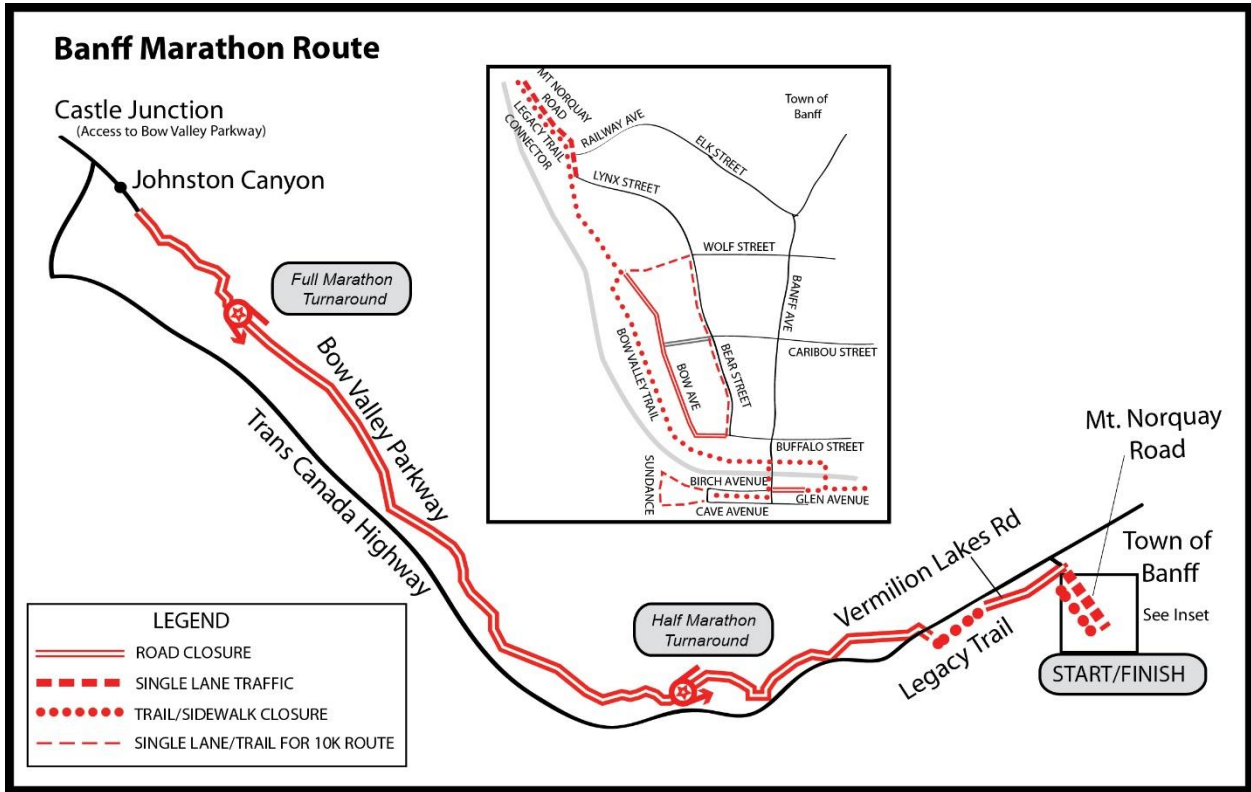 Banff Marathon Route
Castle Junction
(Access to Bow Valley Parkway)
Johnston Canyon
Full Marathon
Turnaround
Bow Valley Parkway
Trans Canada Highway
MT NORQUAY
ROAD
LEGACY TRAIL
CONNECTOR
RAILWAY AVE
ELK STREET
Town of
Banff
LYNX STREET
WOLF STREET
BANFF AVE
CARIBOU STREET
BEAR STREET
BOW AVE
BOW VALLEY TRAIL
BUFFALO STREET
SUNDANCE
BIRCH AVENUE
GLEN AVENUE
CAVE AVENUE
Mt. Norquay
Road
Half Marathon
Turnaround
Vermilion Lakes Rd
Legacy Trail
Town of
Banff
See Inset
START/FINISH
LEGEND
ROAD CLOSURE
SINGLE LANE TRAFFIC
TRAIL/SIDEWALK CLOSURE
SINGLE LANE/TRAIL FOR 10K ROUTE